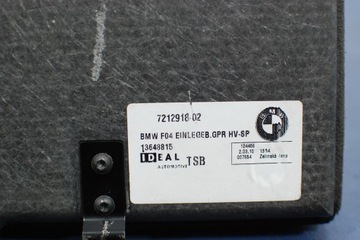 7212918-02
BMW F04 EINLEGEB.GPR HV-SP
13648815
IDEAL
AUTOMOTIVE
TSB